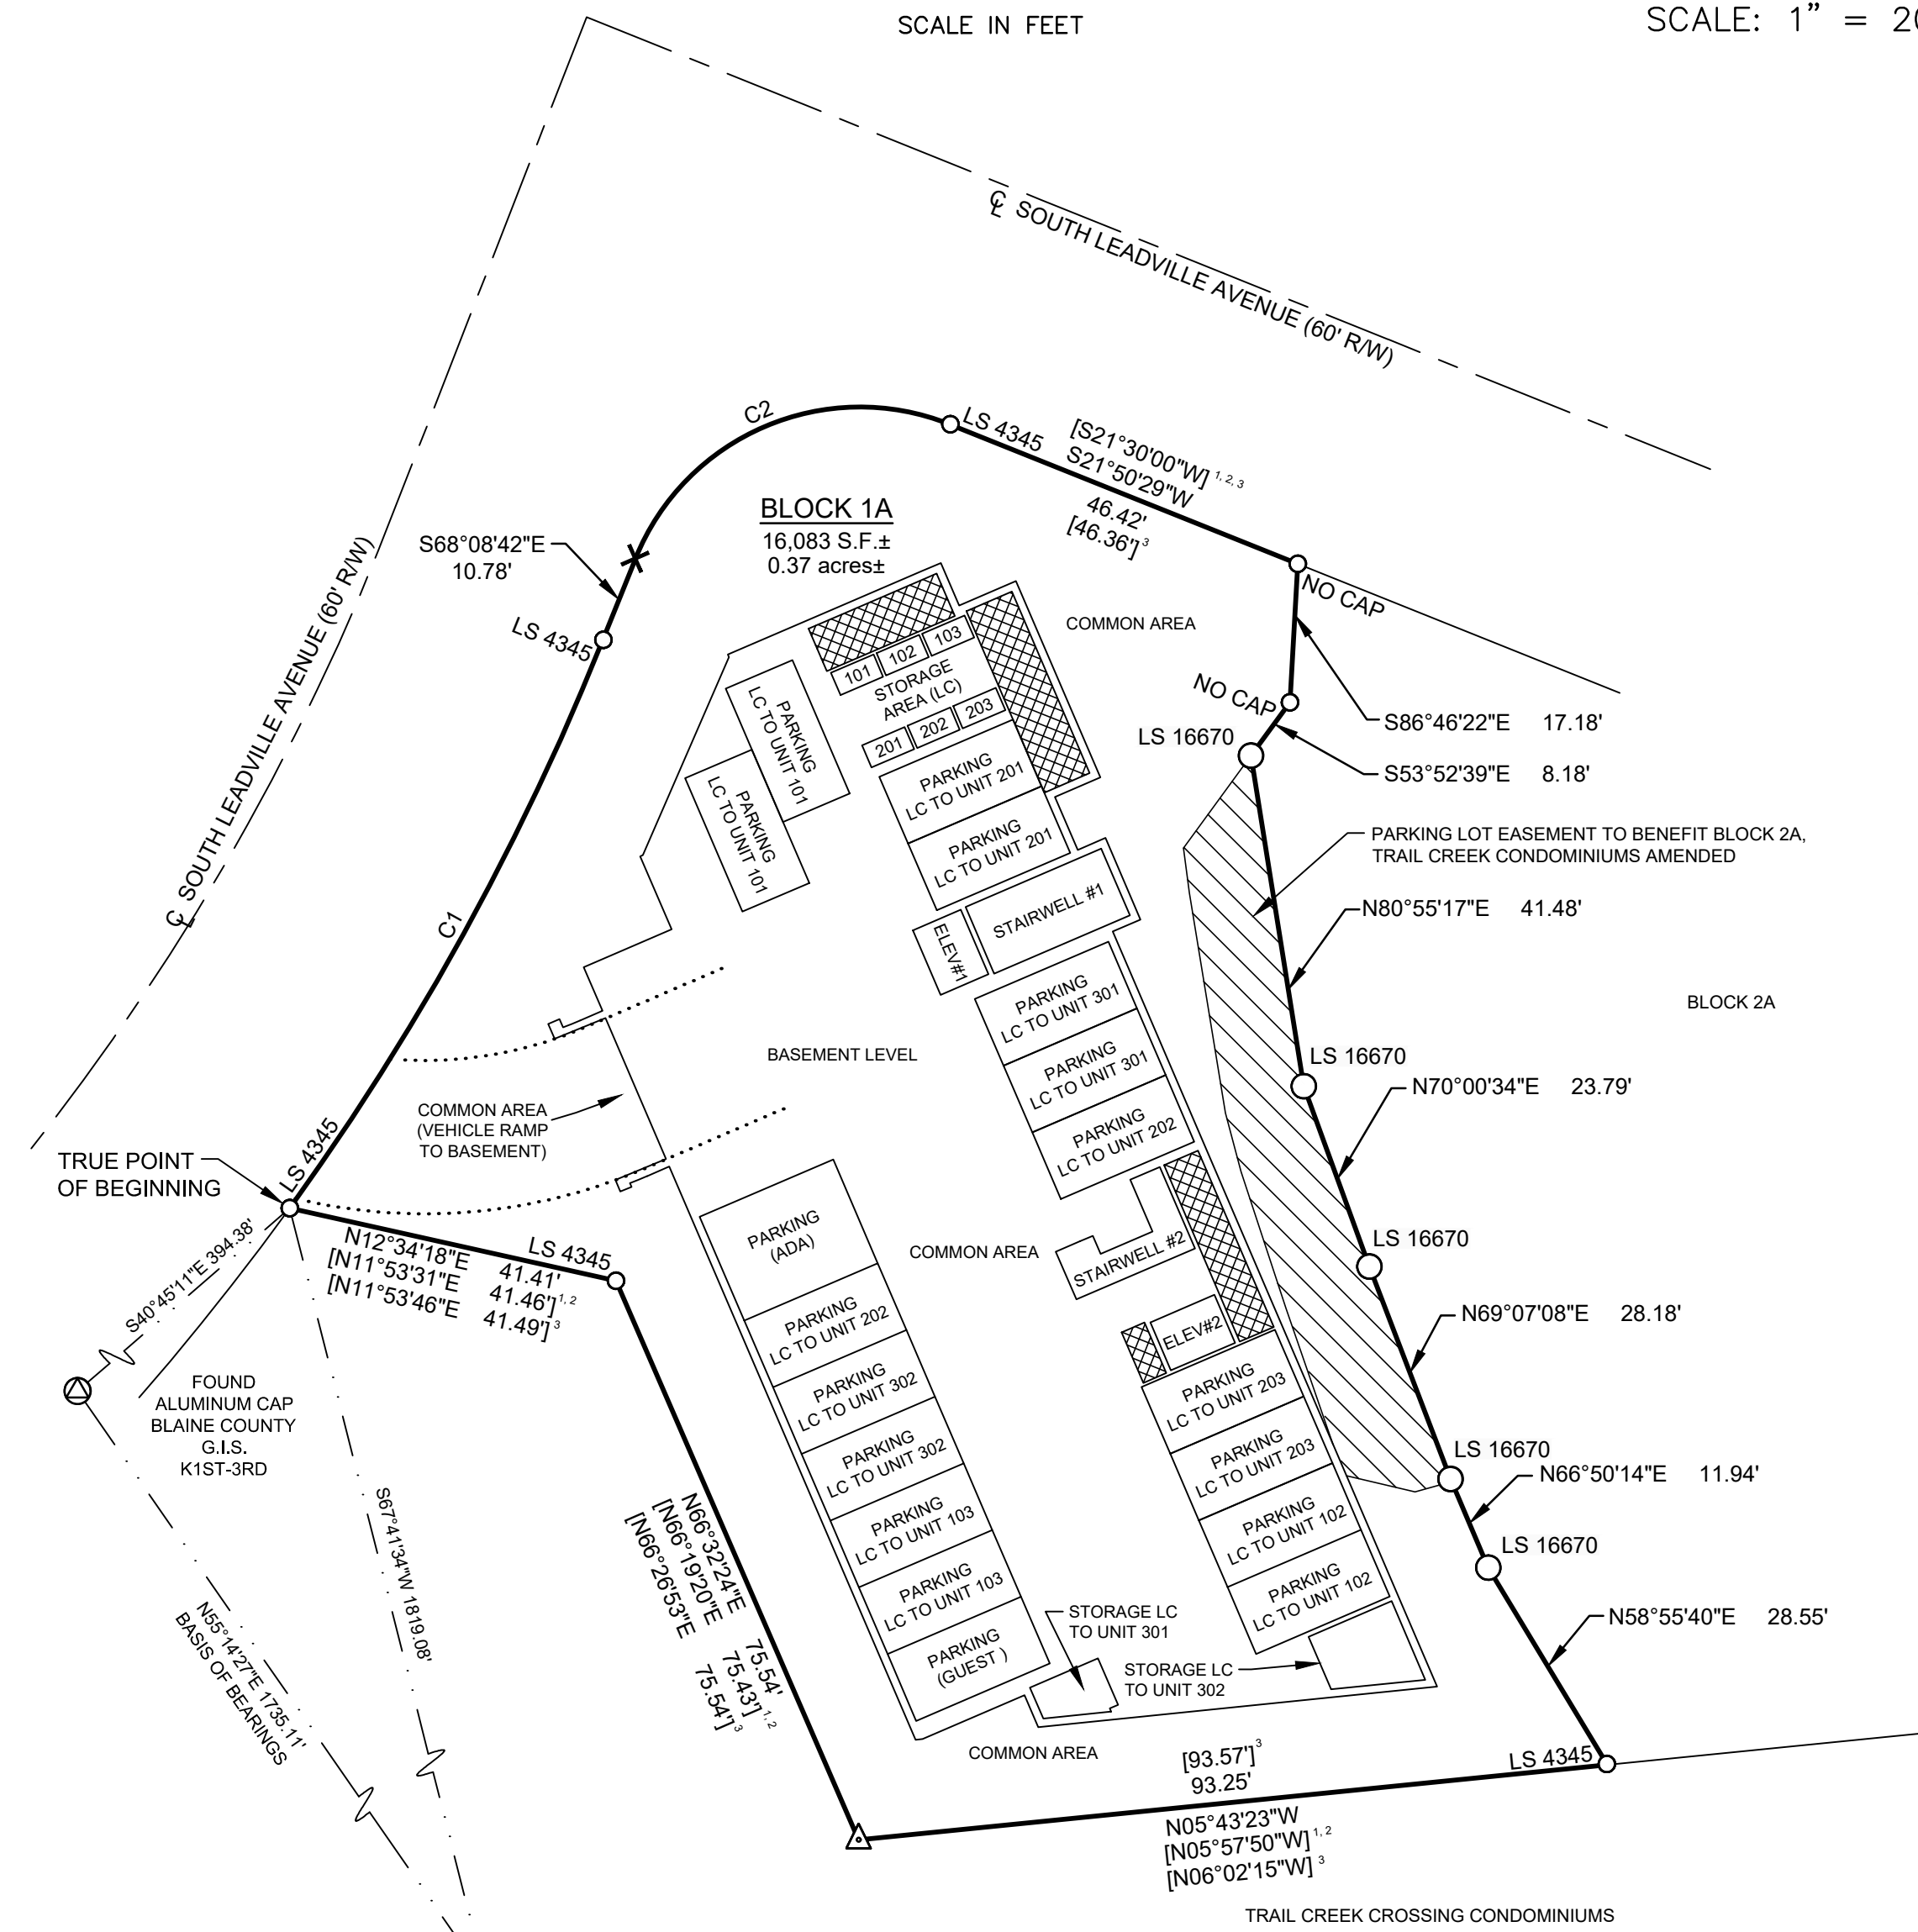 SCALE IN FEET
SCALE: 1" = 20
℄ SOUTH LEADVILLE AVENUE (60' R/W)
C2
LS 4345
[S21°30'00"W] 1, 2, 3
S21°50'29"W
46.42'
[46.36'] 3
BLOCK 1A
16,083 S.F.±
0.37 acres±
S68°08'42"E
10.78'
LS 4345
NO CAP
COMMON AREA
℄ SOUTH LEADVILLE AVENUE (60' R/W)
101
102
103
STORAGE
AREA (LC)
201
202
203
PARKING
LC TO UNIT 101
PARKING
LC TO UNIT 101
NO CAP
LS 16670
S86°46'22"E 17.18'
S53°52'39"E 8.18'
PARKING
LC TO UNIT 201
PARKING
LC TO UNIT 201
PARKING LOT EASEMENT TO BENEFIT BLOCK 2A,
TRAIL CREEK CONDOMINIUMS AMENDED
N80°55'17"E 41.48'
C1
STAIRWELL #1
ELEV#1
PARKING
LC TO UNIT 301
PARKING
LC TO UNIT 301
PARKING
LC TO UNIT 202
BLOCK 2A
BASEMENT LEVEL
LS 16670
N70°00'34"E 23.79'
COMMON AREA
(VEHICLE RAMP
TO BASEMENT)
LS 4345
TRUE POINT
OF BEGINNING
N12°34'18"E 41.41'
[N11°53'31"E 41.46'] 1, 2
[N11°53'46"E 41.49'] 3
LS 4345
S40°45'11"E 394.38'
PARKING
(ADA)
COMMON AREA
STAIRWELL #2
LS 16670
ELEV#2
N69°07'08"E 28.18'
FOUND
ALUMINUM CAP
BLAINE COUNTY
G.I.S.
K1ST-3RD
PARKING
LC TO UNIT 202
PARKING
LC TO UNIT 302
PARKING
LC TO UNIT 302
PARKING
LC TO UNIT 103
PARKING
LC TO UNIT 103
PARKING
(GUEST )
PARKING
LC TO UNIT 203
PARKING
LC TO UNIT 203
PARKING
LC TO UNIT 102
PARKING
LC TO UNIT 102
LS 16670
N66°50'14"E 11.94'
LS 16670
N58°55'40"E 28.55'
S67°41'34"W 1819.08'
N66°32'24"E 75.54'
[N66°19'20"E 75.43'] 1, 2
[N66°26'53"E 75.54'] 3
N55°14'27"E 1735.11'
BASIS OF BEARINGS
STORAGE LC
TO UNIT 301
STORAGE LC
TO UNIT 302
COMMON AREA
[93.57'] 3
93.25'
LS 4345
N05°43'23"W
[N05°57'50"W] 1, 2
[N06°02'15"W] 3
TRAIL CREEK CROSSING CONDOMINIUMS